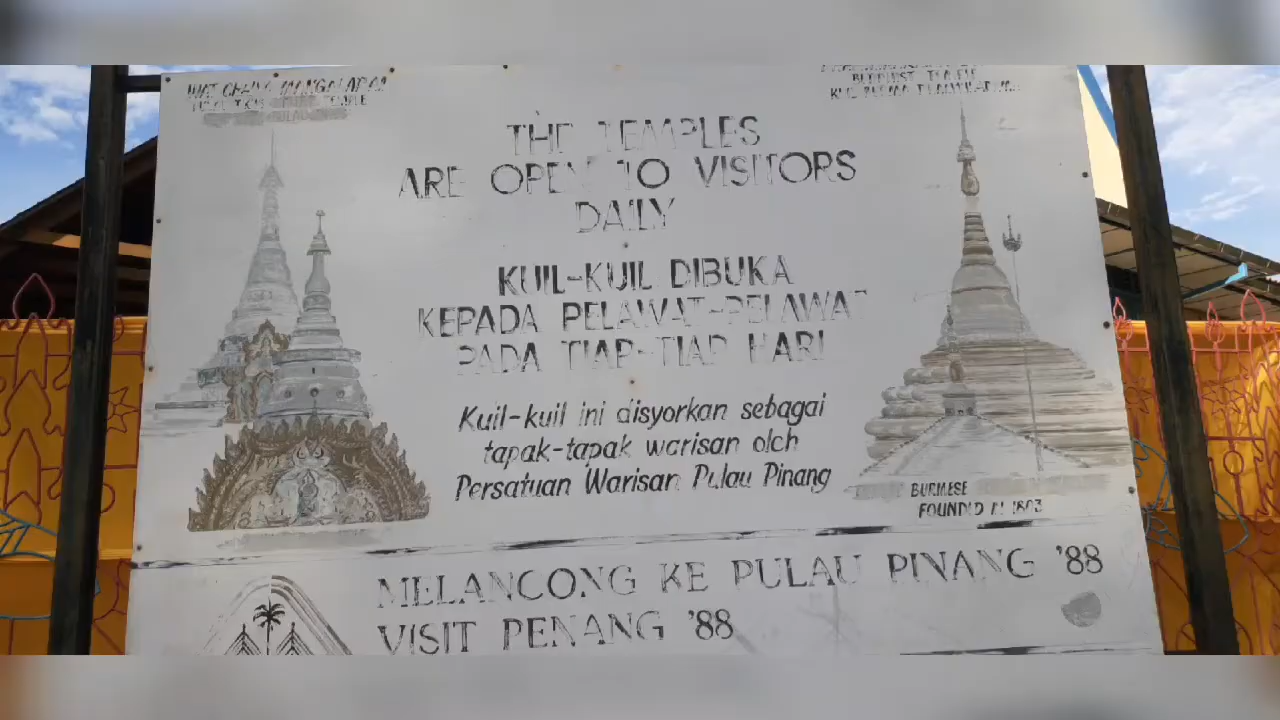 WAT CHAIYA MANGALARAM
TEMPLE
BUDDHIST TEMPLE
THE TEMPLES
ARE OPEN TO VISITORS
DAILY
KUIL-KUIL DIBUKA
KEPADA PELAWAT-PELAWAT
PADA TIAP-TIAP HARI
Kuil-kuil ini disyorkan sebagai
tapak-tapak warisan oleh
Persatuan Warisan Pulau Pinang
BURMESE
FOUNDED IN 1803
MELANCONG KE PULAU PINANG '88
VISIT PENANG '88